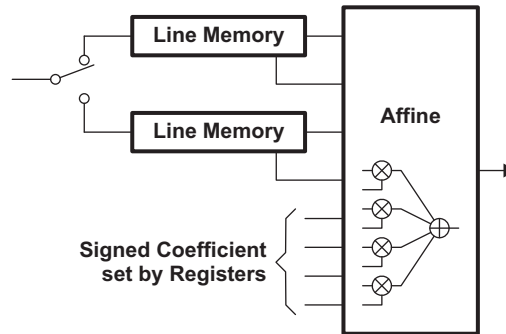 Line Memory
Line Memory
Affine
Signed Coefficient
set by Registers